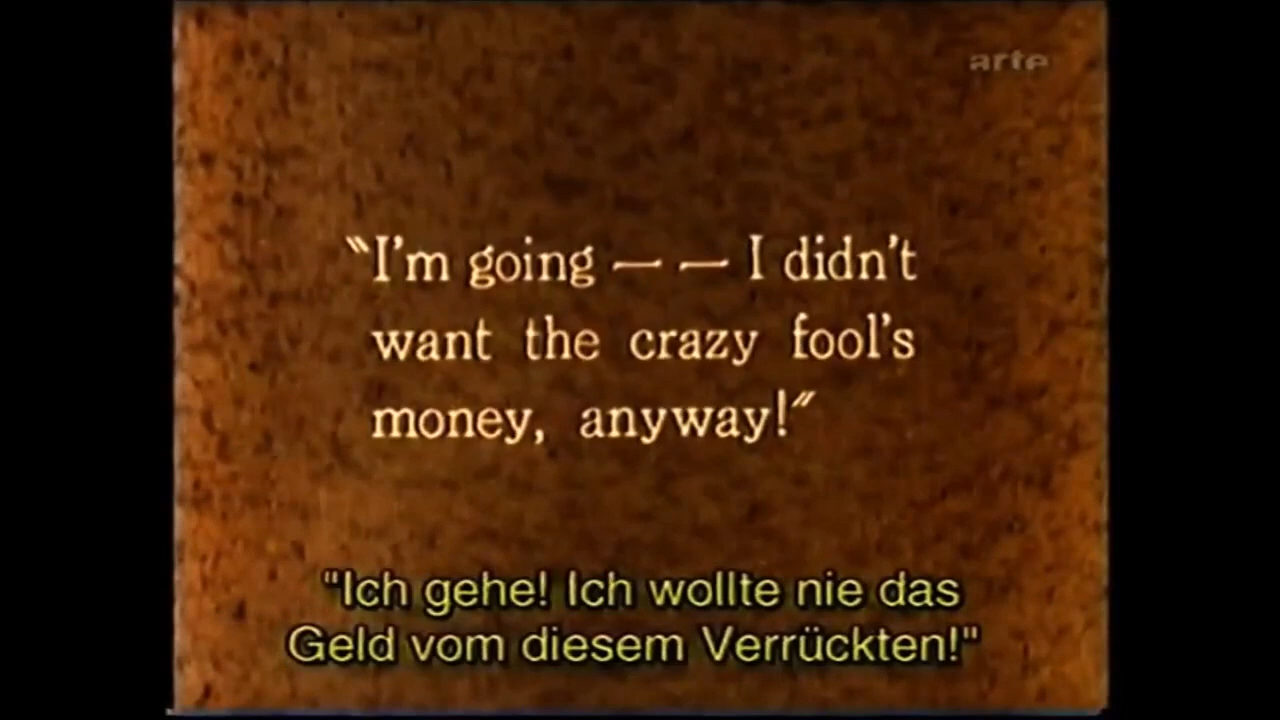 arte
"I'm going — — I didn't
want the crazy fool's
money, anyway!"
"Ich gehe! Ich wollte nie das
Geld vom diesem Verrückten!"